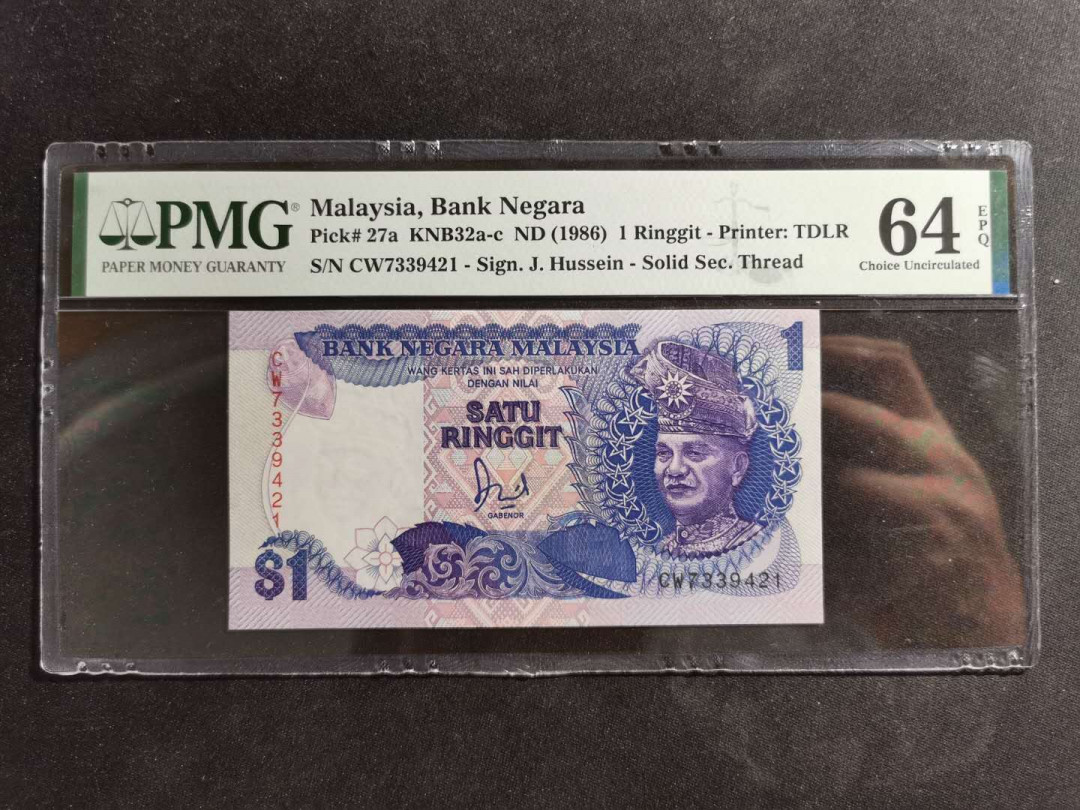 PMG®
PAPER MONEY GUARANTY
Malaysia, Bank Negara
Pick# 27a KNB32a-c ND (1986) 1 Ringgit - Printer: TDLR
S/N CW7339421 - Sign. J. Hussein - Solid Sec. Thread
64
EPQ
Choice Uncirculated
1
BANK NEGARA MALAYSIA
WANG KERTAS INI SAH DIPERLAKUKAN
DENGAN NILAI
SATU
RINGGIT
CW7339421
GABENOR
$1
CW7339421